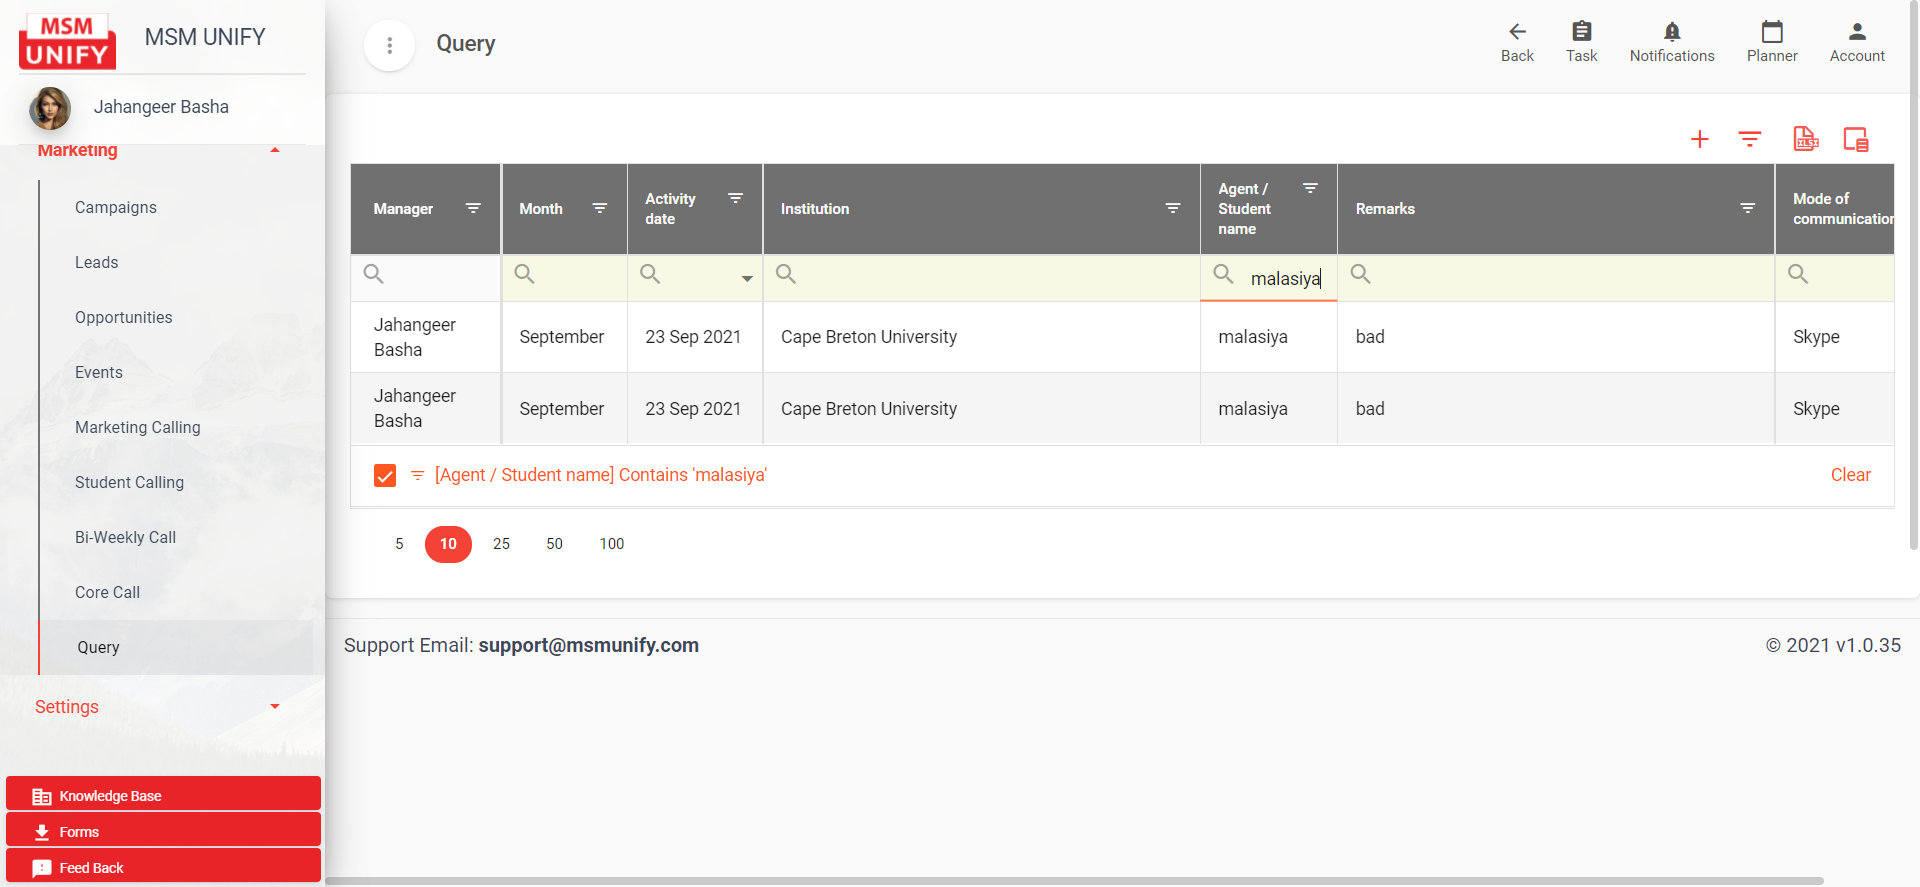 MSM
UNIFY
MSM UNIFY
Jahangeer Basha
Marketing
Campaigns
Leads
Opportunities
Events
Marketing Calling
Student Calling
Bi-Weekly Call
Core Call
Query
Settings
Knowledge Base
Forms
Feed Back
Query
Back
Task
Notifications
Planner
Account
XLSX
Manager
Month
Activity
date
Institution
Agent /
Student
name
Remarks
Mode of
communication
malasiya
Jahangeer
Basha
September
23 Sep 2021
Cape Breton University
malasiya
bad
Skype
Jahangeer
Basha
September
23 Sep 2021
Cape Breton University
malasiya
bad
Skype
[Agent / Student name] Contains 'malasiya'
Clear
5 10 25 50 100
Support Email: support@msmunify.com
© 2021 v1.0.35